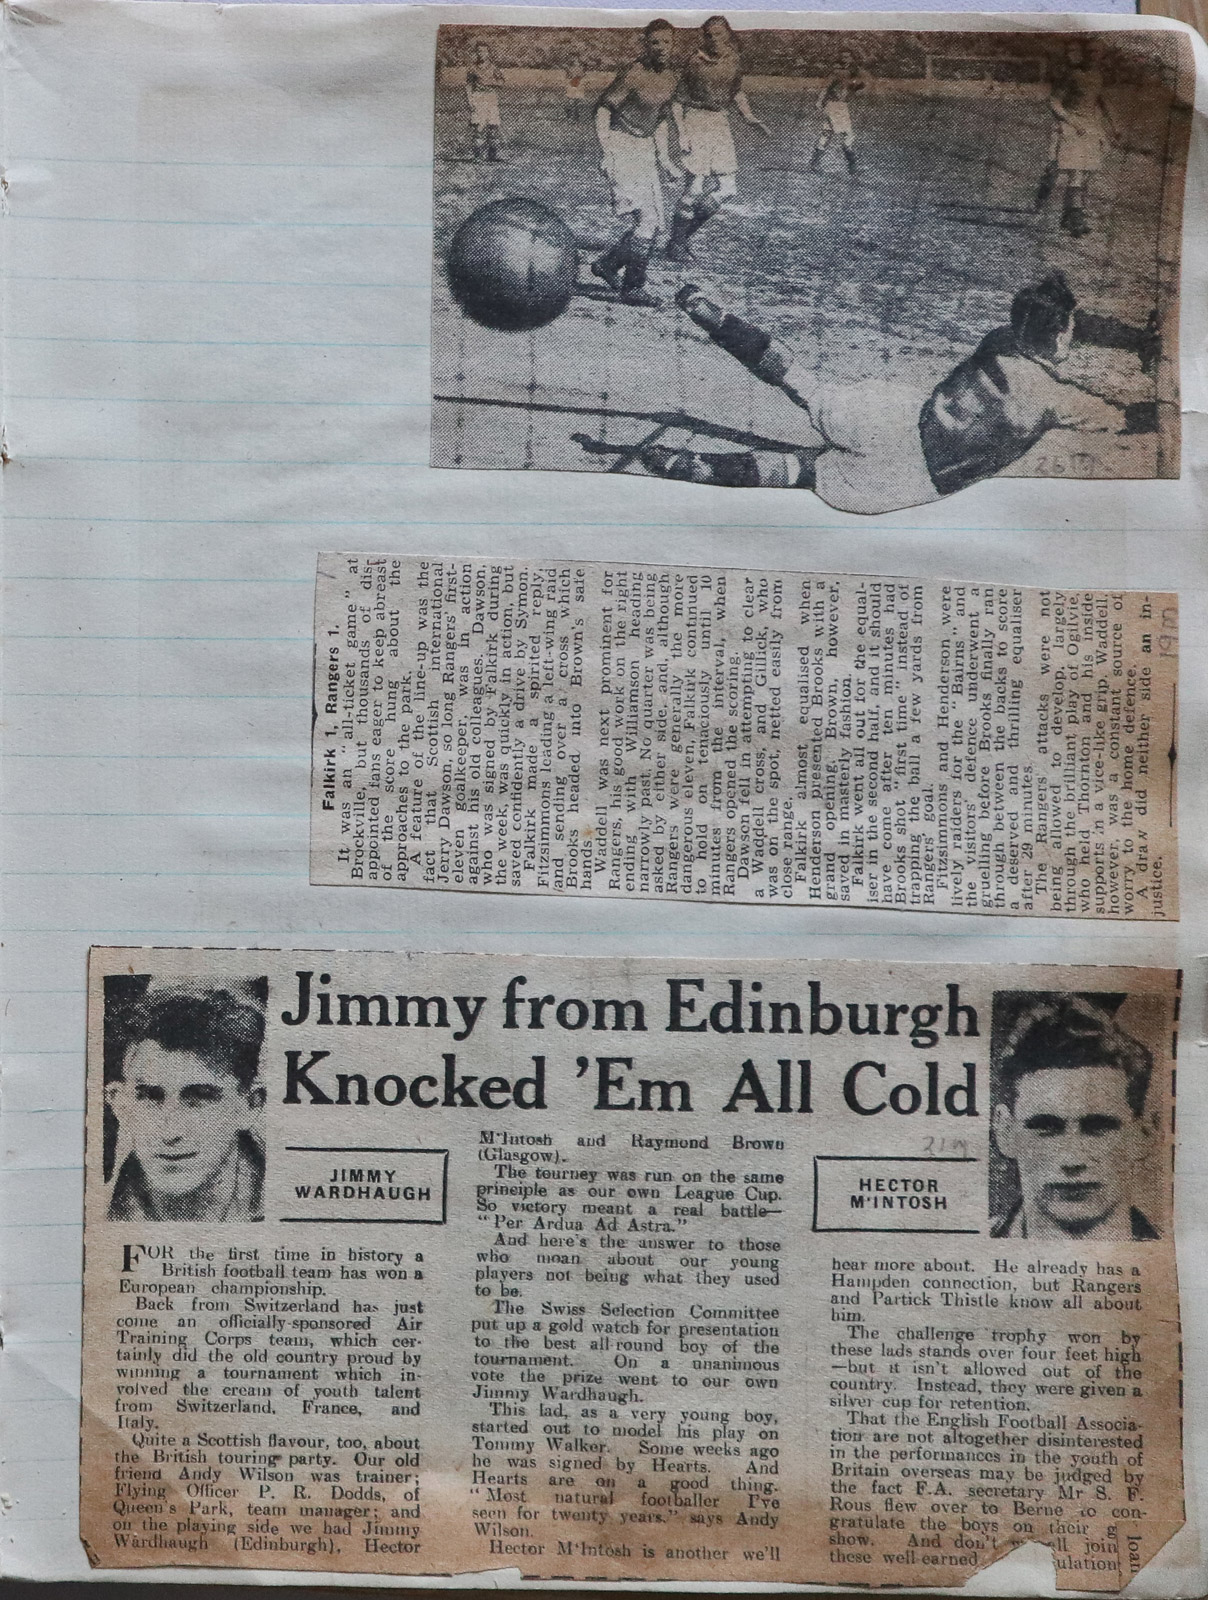 26 M
Falkirk 1, Rangers 1.
It was an "all-ticket game" at
Brockville, but thousands of dis-
appointed fans eager to keep abreast
of the score hung about the
approaches to the park.
A feature of the line-up was the
fact that Scottish international
Jerry Dawson, so long Rangers first-
eleven goalkeeper, was in action
against his old colleagues. Dawson,
who was signed by Falkirk during
the week, was quickly in action, but
saved confidently a drive by Symon.
Falkirk made a spirited reply,
Fitzsimmons leading a left-wing raid
and sending over a cross which
Brooks headed into Brown's safe
hands.
Waddell was next prominent for
Rangers, his good work on the right
ending with Williamson heading
narrowly past. No quarter was being
asked by either side, and, although
Rangers were generally the more
dangerous eleven, Falkirk continued
to hold on tenaciously until 10
minutes from the interval, when
Rangers opened the scoring.
Dawson fell in attempting to clear
a Waddell cross, and Gillick, who
was on the spot, netted easily from
close range.
Falkirk almost equalised when
Henderson presented Brooks with a
grand opening. Brown, however,
saved in masterly fashion.
Falkirk went all out for the equal-
iser in the second half, and it should
have come after ten minutes had
Brooks shot "first time" instead of
trapping the ball a few yards from
Rangers' goal.
Fitzsimmons and Henderson were
lively raiders for the "Bairns" and
the visitors' defence underwent a
gruelling before Brooks finally ran
through between the backs to score
a deserved and thrilling equaliser
after 29 minutes.
The Rangers' attacks were not
being allowed to develop, largely
through the brilliant play of Ogilvie,
who held Thornton and his inside
supports in a vice-like grip. Waddell,
however, was a constant source of
worry to the home defence.
A draw did neither side an in-
justice.
19M
Jimmy from Edinburgh
Knocked 'Em All Cold
JIMMY
WARDHAUGH
FOR the first time in history a
British football team has won a
European championship.
Back from Switzerland has just
come an officially-sponsored Air
Training Corps team, which cer-
tainly did the old country proud by
winning a tournament which in-
volved the cream of youth talent
from Switzerland, France, and
Italy.
Quite a Scottish flavour, too, about
the British touring party. Our old
friend Andy Wilson was trainer;
Flying Officer P. R. Dodds, of
Queen's Park, team manager; and
on the playing side we had Jimmy
Wardhaugh (Edinburgh), Hector
M'Intosh and Raymond Brown
(Glasgow).
The tourney was run on the same
principle as our own League Cup.
So victory meant a real battle—
"Per Ardua Ad Astra."
And here's the answer to those
who moan about our young
players not being what they used
to be.
The Swiss Selection Committee
put up a gold watch for presentation
to the best all-round boy of the
tournament. On a unanimous
vote the prize went to our own
Jimmy Wardhaugh.
This lad, as a very young boy,
started out to model his play on
Tommy Walker. Some weeks ago
he was signed by Hearts. And
Hearts are on a good thing.
"Most natural footballer I've
seen for twenty years." says Andy
Wilson.
Hector M'Intosh is another we'll
21M
HECTOR
M'INTOSH
hear more about. He already has a
Hampden connection, but Rangers
and Partick Thistle know all about
him.
The challenge trophy won by
these lads stands over four feet high
—but it isn't allowed out of the
country. Instead, they were given a
silver cup for retention.
That the English Football Associa-
tion are not altogether disinterested
in the performances in the youth of
Britain overseas may be judged by
the fact F.A. secretary Mr S. F.
Rous flew over to Berne to con-
gratulate the boys on their g
show. And don't ll join
these well-earned ulation
loan